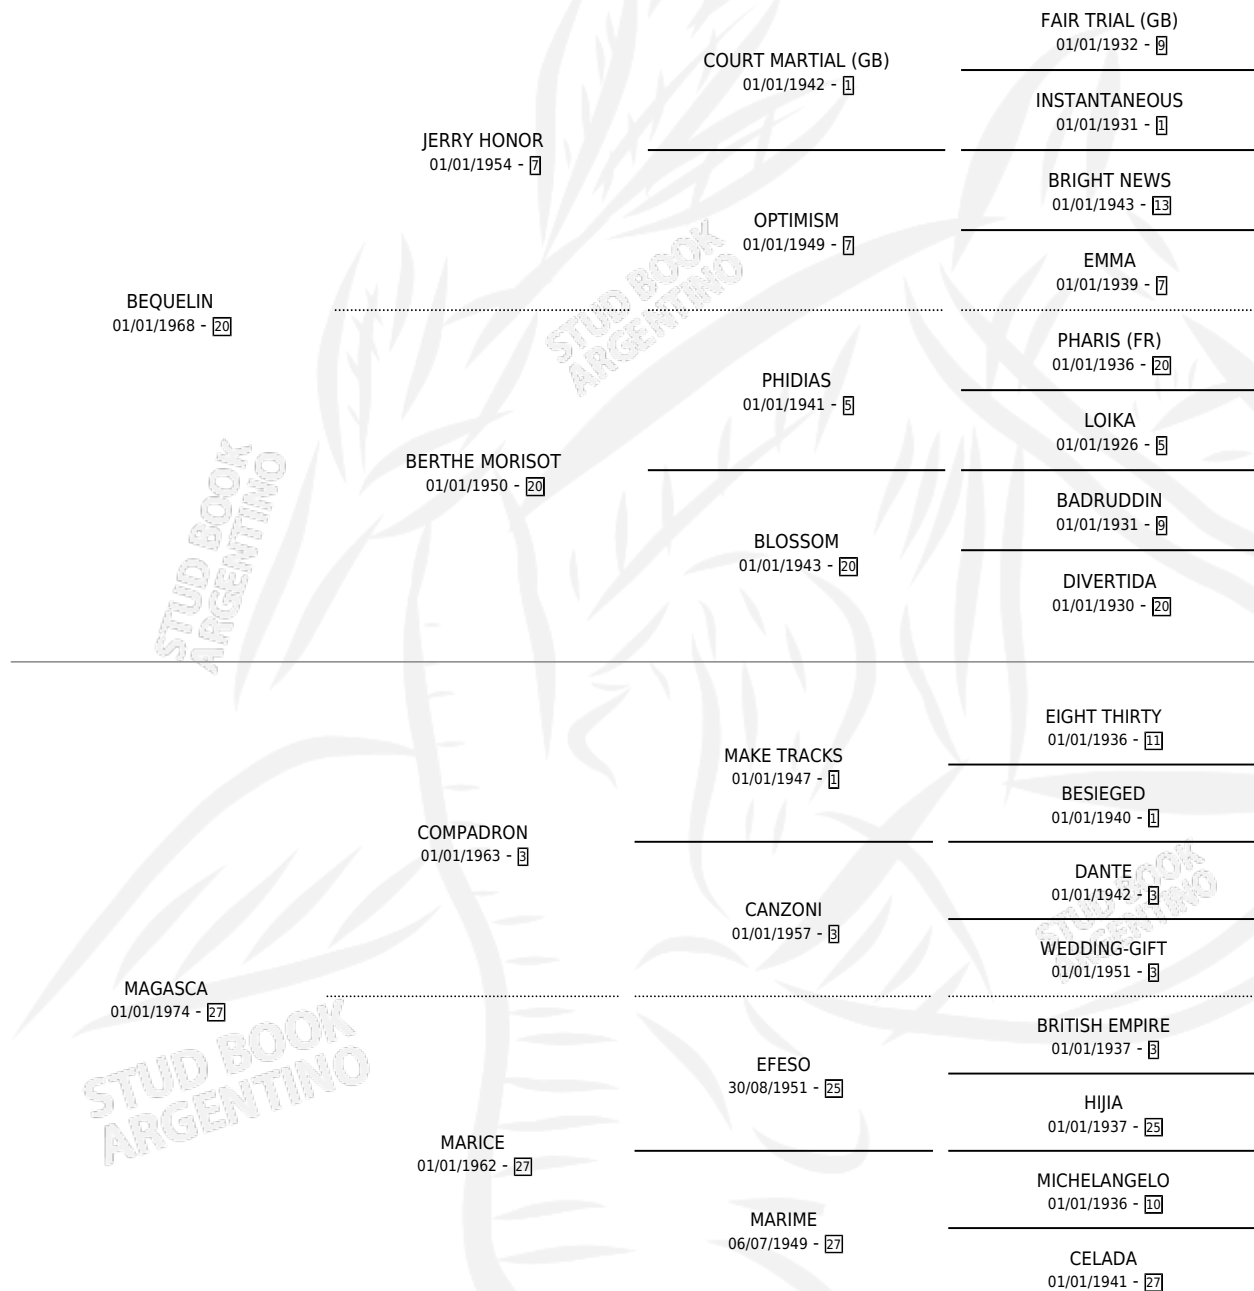 FAIR TRIAL (GB)
01/01/1932 - 9
COURT MARTIAL (GB)
01/01/1942 - 1
INSTANTANEOUS
01/01/1931 - 1
JERRY HONOR
01/01/1954 - 7
BRIGHT NEWS
01/01/1943 - 13
OPTIMISM
01/01/1949 - 7
EMMA
01/01/1939 - 7
BEQUELIN
01/01/1968 - 20
PHARIS (FR)
01/01/1936 - 20
PHIDIAS
01/01/1941 - 5
LOIKA
01/01/1926 - 5
BERTHE MORISOT
01/01/1950 - 20
BADRUDDIN
01/01/1931 - 9
BLOSSOM
01/01/1943 - 20
DIVERTIDA
01/01/1930 - 20
EIGHT THIRTY
01/01/1936 - 11
MAKE TRACKS
01/01/1947 - 1
BESIEGED
01/01/1940 - 1
COMPADRON
01/01/1963 - 3
DANTE
01/01/1942 - 3
CANZONI
01/01/1957 - 3
WEDDING-GIFT
01/01/1951 - 3
MAGASCA
01/01/1974 - 27
BRITISH EMPIRE
01/01/1937 - 3
EFESO
30/08/1951 - 25
HIJIA
01/01/1937 - 25
MARICE
01/01/1962 - 27
MICHELANGELO
01/01/1936 - 10
MARIME
06/07/1949 - 27
CELADA
01/01/1941 - 27
STUD BOOK
ARGENTINO
STUD BOOK
ARGENTINO
STUD BOOK
ARGENTINO
STUD BOOK
ARGENTINO